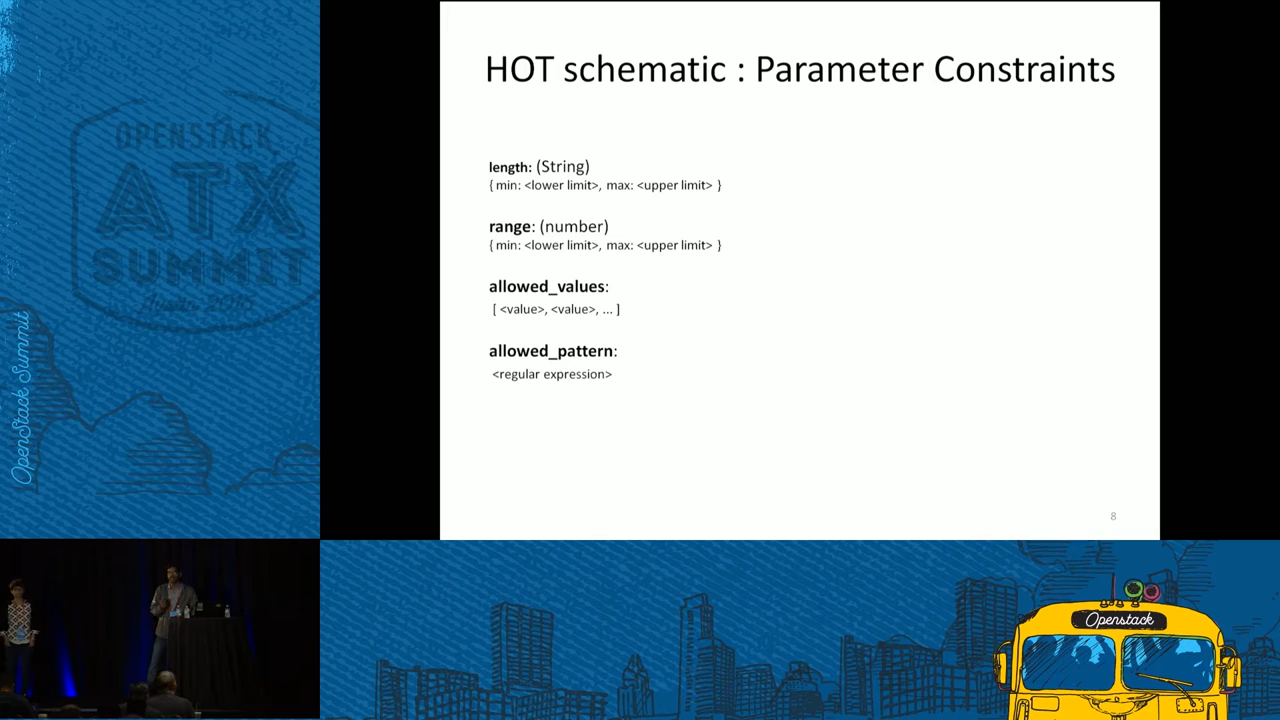 HOT schematic : Parameter Constraints
length: (String)
{ min: <lower limit>, max: <upper limit> }
range: (number)
{ min: <lower limit>, max: <upper limit> }
allowed_values:
[ <value>, <value>, ... ]
allowed_pattern:
<regular expression>
8
OPENSTACK
ATX
SUMMIT
Austin 2016
OpenStack Summit
Openstack